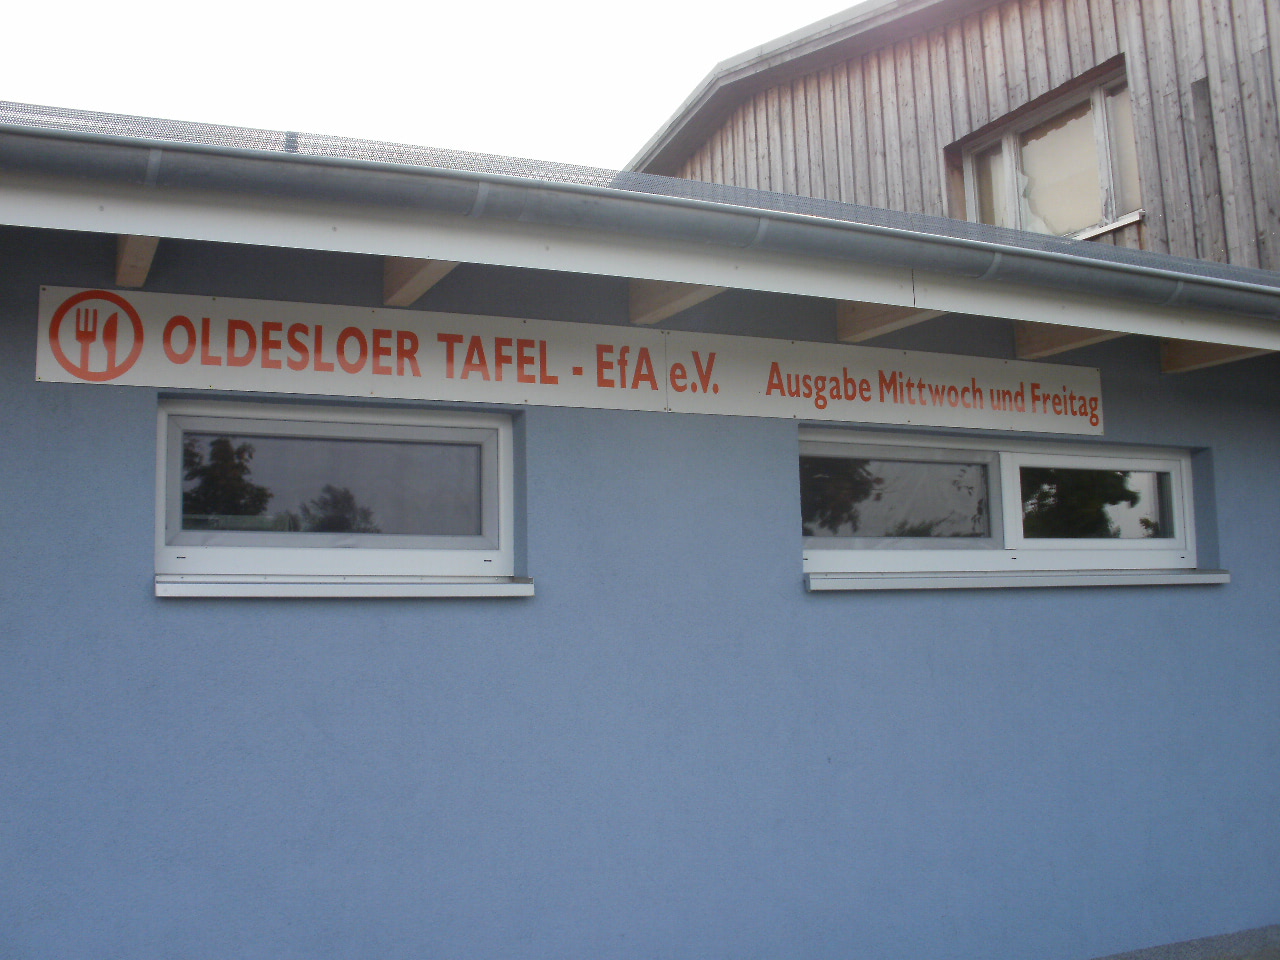 OLDESLOER TAFEL - EfA e.V. Ausgabe Mittwoch und Freitag